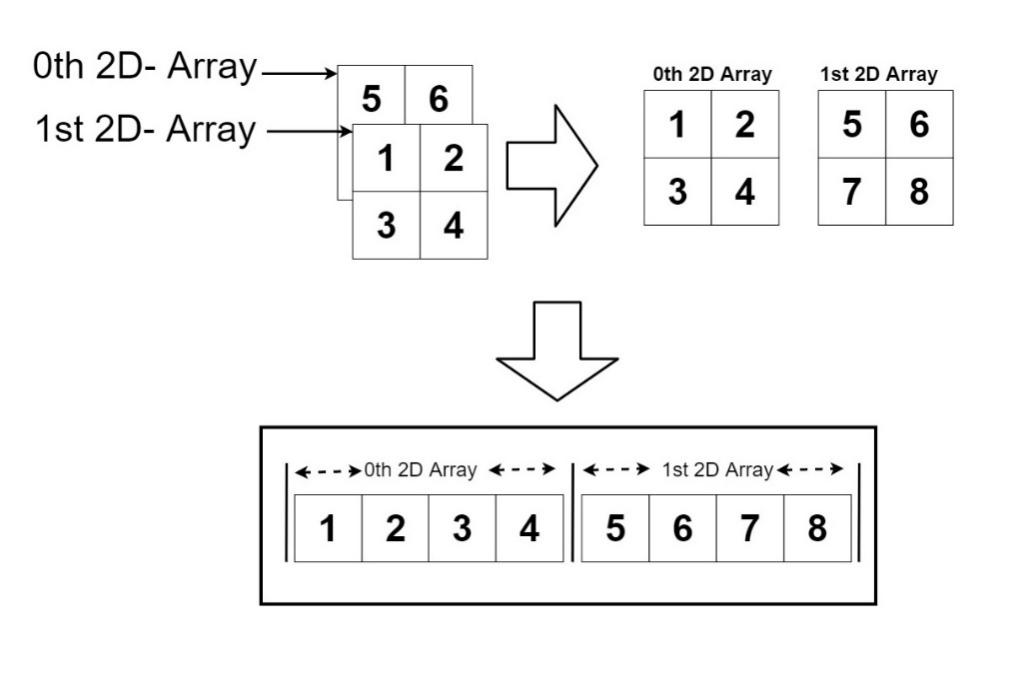 0th 2D- Array
5 6
1st 2D- Array
1 2
3 4
0th 2D Array
1 2
3 4
1st 2D Array
5 6
7 8
0th 2D Array 1st 2D Array
1 2 3 4 5 6 7 8